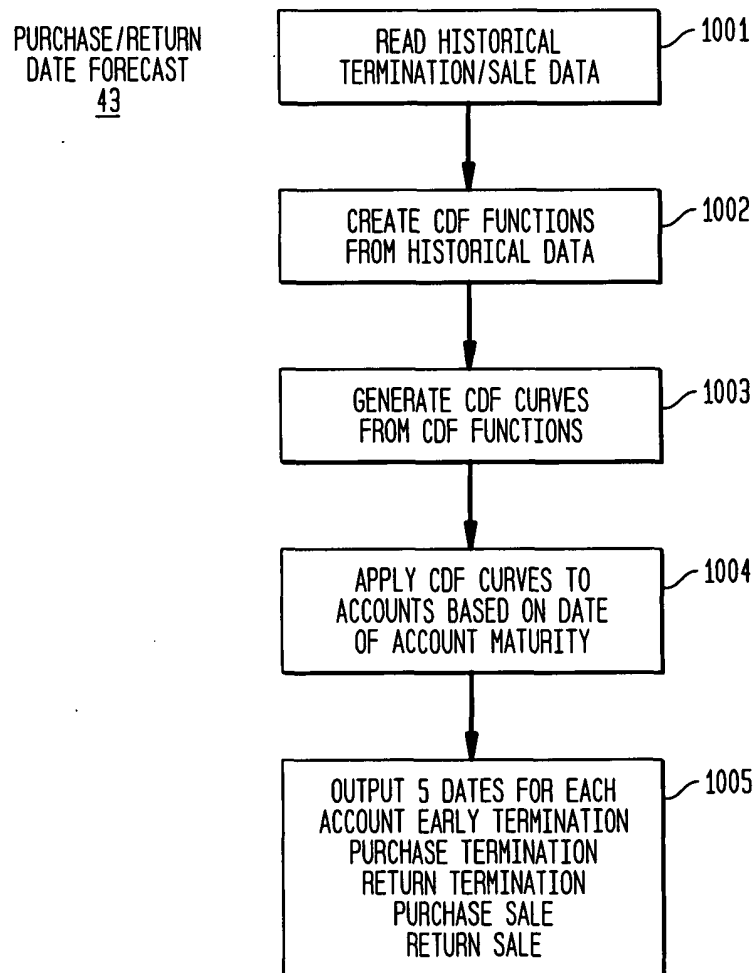 PURCHASE/RETURN
DATE FORECAST
43
READ HISTORICAL
TERMINATION/SALE DATA
1001
CREATE CDF FUNCTIONS
FROM HISTORICAL DATA
1002
GENERATE CDF CURVES
FROM CDF FUNCTIONS
1003
APPLY CDF CURVES TO
ACCOUNTS BASED ON DATE
OF ACCOUNT MATURITY
1004
OUTPUT 5 DATES FOR EACH
ACCOUNT EARLY TERMINATION
PURCHASE TERMINATION
RETURN TERMINATION
PURCHASE SALE
RETURN SALE
1005